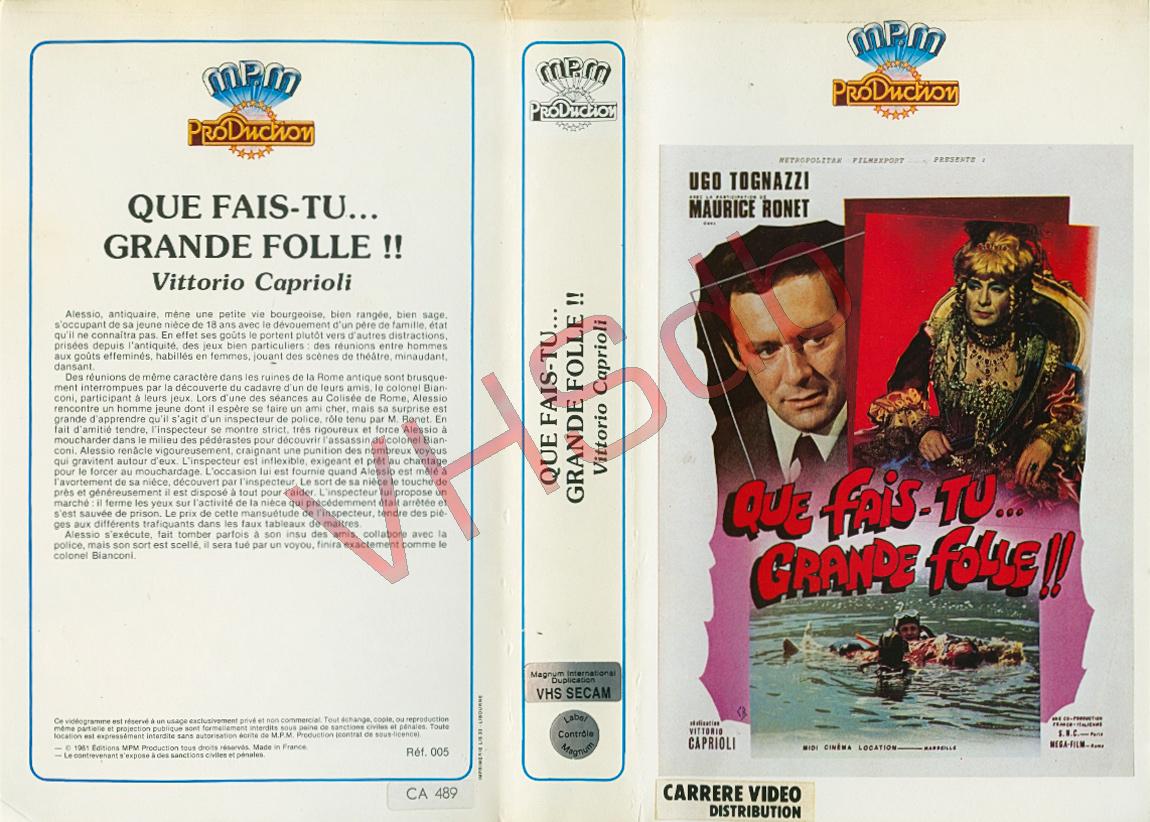 MPM
PRODUCTION
QUE FAIS-TU...
GRANDE FOLLE !!
Vittorio Caprioli
Alessio, antiquaire, mène une petite vie bourgeoise, bien rangée, bien sage,
s'occupant de sa jeune nièce de 18 ans avec le dévouement d'un père de famille, état
qu'il ne connaîtra pas. En effet ses goûts le portent plutôt vers d'autres distractions,
prisées depuis l'antiquité, des jeux bien particuliers : des réunions entre hommes
aux goûts effeminés, habillés en femmes, jouant des scènes de théâtre, minaudant,
dansant.
Des réunions de même caractère dans les ruines de la Rome antique sont brusque-
ment interrompues par la découverte du cadavre d'un de leurs amis, le colonel Bian-
coni, participant à leurs jeux. Lors d'une des séances au Colisée de Rome, Alessio
rencontre un homme jeune dont il espère se faire un ami cher, mais sa surprise est
grande d'apprendre qu'il s'agit d'un inspecteur de police, rôle tenu par M. Ronet. En
fait d'amitié tendre, l'inspecteur se montre strict, très rigoureux et force Alessio à
moucharder dans le milieu des pédérastes pour découvrir l'assassin du colonel Bian-
coni. Alessio renâcle vigoureusement, craignant une punition des nombreux voyous
qui gravitent autour d'eux. L'inspecteur est inflexible, exigeant et prêt au chantage
pour le forcer au mouchardage. L'occasion lui est fournie quand Alessio est mêlé à
l'avortement de sa nièce, découvert par l'inspecteur. Le sort de sa nièce le touche de
près et généreusement il est disposé à tout pour l'aider. L'inspecteur lui propose un
marché : il ferme les yeux sur l'activité de la nièca qui précédemment était arrêtée et
s'est sauvée de prison. Le prix de cette mansuétude de l'inspecteur, tendre des piè-
ges aux différents trafiquants dans les faux tableaux de maîtres.
Alessio s'exécute, fait tomber parfois à son insu des amis, collabore avec la
police, mais son sort est scellé, il sera tué par un voyou, finira exactement comme le
colonel Bianconi.
Ce vidéogramme est réservé à un usage exclusivement privé et non commercial. Tout échange, copie, ou reproduction
même partielle et projection publique sont formellement interdits sous peine de sanctions civiles et pénales. Toute
location est expressément interdite sans autorisation écrite de M.P.M. Production (contrat de sous-licence).
— © 1981 Éditions MPM Production tous droits réservés. Made in France.
— Le contrevenant s'expose à des sanctions civiles et pénales.
Réf. 005
IMPRIMERIE LIS 33 - LIBOURNE
CA 489
MPM
PRODUCTION
QUE FAIS-TU...
GRANDE FOLLE !!
Vittorio Caprioli
Magnum International
Duplication
VHS SECAM
Label
Contrôle
Magnum
MPM
PRODUCTION
METROPOLITAN FILMEXPORT ... PRESENTE :
UGO TOGNAZZI
AVEC LA PARTICIPATION DE
MAURICE RONET
DANS
QUE FAIS-TU...
GRANDE FOLLE !!
réalisation
VITTORIO
CAPRIOLI
MIDI CINÉMA LOCATION MARSEILLE
UNE CO-PRODUCTION
FRANCO-ITALIENNE
S.N.C. Paris
MEGA-FILM Rome
CARRERE VIDEO
DISTRIBUTION
VHSdb